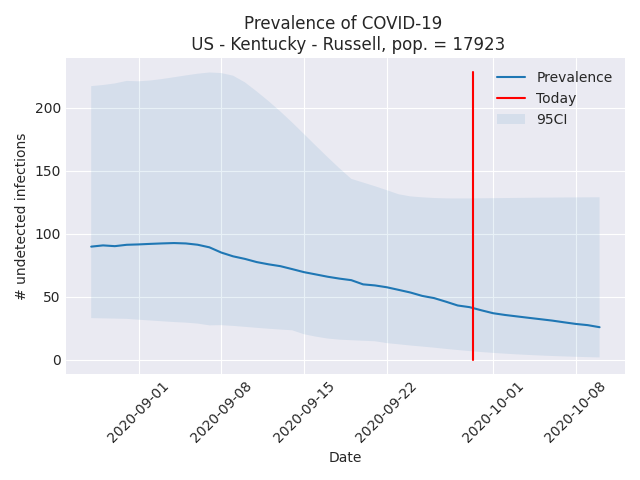 Prevalence of COVID-19
US - Kentucky - Russell, pop. = 17923
Prevalence
Today
95CI
# undetected infections
200
150
100
50
0
2020-09-01
2020-09-08
2020-09-15
2020-09-22
2020-10-01
2020-10-08
Date